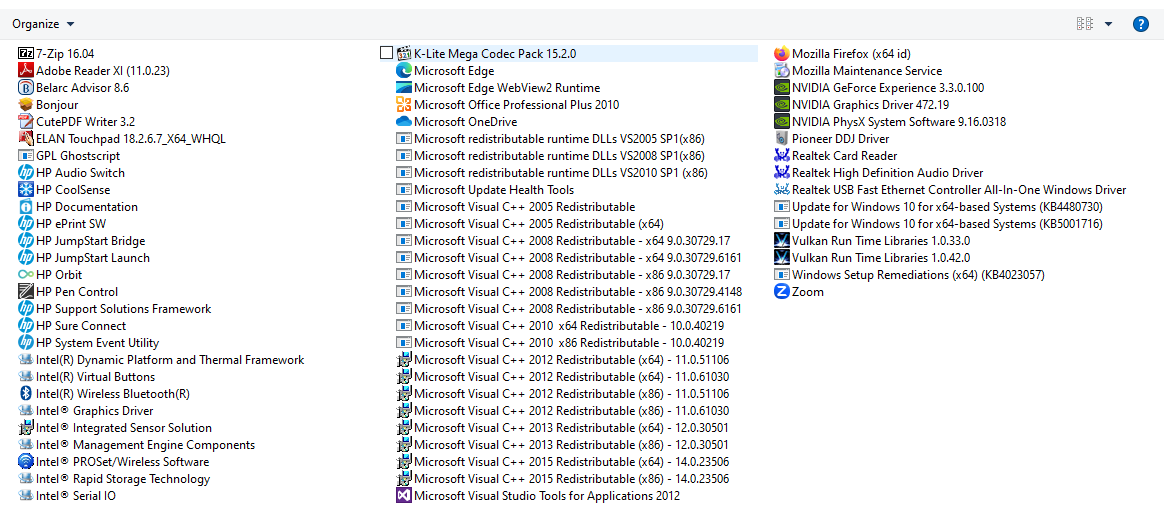 Organize
7-Zip 16.04
Adobe Reader XI (11.0.23)
Belarc Advisor 8.6
Bonjour
CutePDF Writer 3.2
ELAN Touchpad 18.2.6.7_X64_WHQL
GPL Ghostscript
HP Audio Switch
HP CoolSense
HP Documentation
HP ePrint SW
HP JumpStart Bridge
HP JumpStart Launch
HP Orbit
HP Pen Control
HP Support Solutions Framework
HP Sure Connect
HP System Event Utility
Intel(R) Dynamic Platform and Thermal Framework
Intel(R) Virtual Buttons
Intel(R) Wireless Bluetooth(R)
Intel® Graphics Driver
Intel® Integrated Sensor Solution
Intel® Management Engine Components
Intel® PROSet/Wireless Software
Intel® Rapid Storage Technology
Intel® Serial IO
K-Lite Mega Codec Pack 15.2.0
Microsoft Edge
Microsoft Edge WebView2 Runtime
Microsoft Office Professional Plus 2010
Microsoft OneDrive
Microsoft redistributable runtime DLLs VS2005 SP1(x86)
Microsoft redistributable runtime DLLs VS2008 SP1(x86)
Microsoft redistributable runtime DLLs VS2010 SP1 (x86)
Microsoft Update Health Tools
Microsoft Visual C++ 2005 Redistributable
Microsoft Visual C++ 2005 Redistributable (x64)
Microsoft Visual C++ 2008 Redistributable - x64 9.0.30729.17
Microsoft Visual C++ 2008 Redistributable - x64 9.0.30729.6161
Microsoft Visual C++ 2008 Redistributable - x86 9.0.30729.17
Microsoft Visual C++ 2008 Redistributable - x86 9.0.30729.4148
Microsoft Visual C++ 2008 Redistributable - x86 9.0.30729.6161
Microsoft Visual C++ 2010  x64 Redistributable - 10.0.40219
Microsoft Visual C++ 2010  x86 Redistributable - 10.0.40219
Microsoft Visual C++ 2012 Redistributable (x64) - 11.0.51106
Microsoft Visual C++ 2012 Redistributable (x64) - 11.0.61030
Microsoft Visual C++ 2012 Redistributable (x86) - 11.0.51106
Microsoft Visual C++ 2012 Redistributable (x86) - 11.0.61030
Microsoft Visual C++ 2013 Redistributable (x64) - 12.0.30501
Microsoft Visual C++ 2013 Redistributable (x86) - 12.0.30501
Microsoft Visual C++ 2015 Redistributable (x64) - 14.0.23506
Microsoft Visual C++ 2015 Redistributable (x86) - 14.0.23506
Microsoft Visual Studio Tools for Applications 2012
Mozilla Firefox (x64 id)
Mozilla Maintenance Service
NVIDIA GeForce Experience 3.3.0.100
NVIDIA Graphics Driver 472.19
NVIDIA PhysX System Software 9.16.0318
Pioneer DDJ Driver
Realtek Card Reader
Realtek High Definition Audio Driver
Realtek USB Fast Ethernet Controller All-In-One Windows Driver
Update for Windows 10 for x64-based Systems (KB4480730)
Update for Windows 10 for x64-based Systems (KB5001716)
Vulkan Run Time Libraries 1.0.33.0
Vulkan Run Time Libraries 1.0.42.0
Windows Setup Remediations (x64) (KB4023057)
Zoom